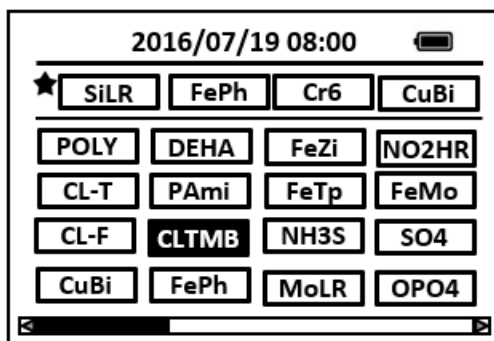 2016/07/19 08:00
SiLR FePh Cr6 CuBi
POLY DEHA FeZi NO2HR
CL-T PAmi FeTp FeMo
CL-F CLTMB NH3S SO4
CuBi FePh MoLR OPO4